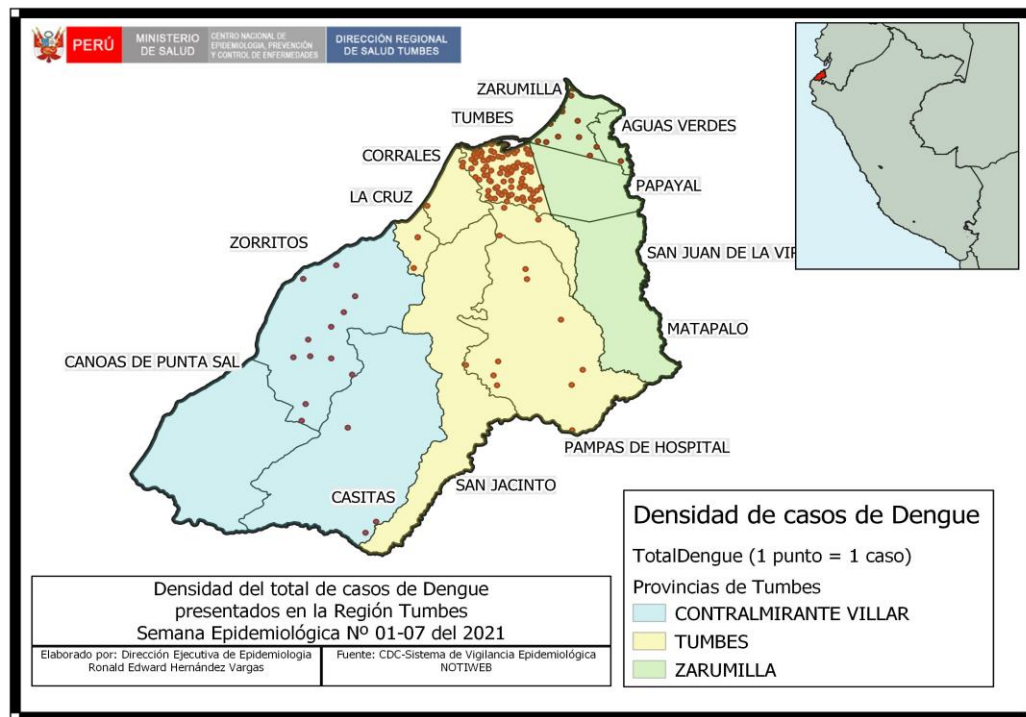 PERÚ
MINISTERIO
DE SALUD
CENTRO NACIONAL DE
EPIDEMIOLOGIA, PREVENCIÓN
Y CONTROL DE ENFERMEDADES
DIRECCIÓN REGIONAL
DE SALUD TUMBES
ZARUMILLA
TUMBES
AGUAS VERDES
CORRALES
PAPAYAL
LA CRUZ
ZORRITOS
SAN JUAN DE LA VIR
MATAPALO
CANOAS DE PUNTA SAL
PAMPAS DE HOSPITAL
SAN JACINTO
CASITAS
Densidad de casos de Dengue
TotalDengue (1 punto = 1 caso)
Provincias de Tumbes
CONTRALMIRANTE VILLAR
TUMBES
ZARUMILLA
Densidad del total de casos de Dengue
presentados en la Región Tumbes
Semana Epidemiológica Nº 01-07 del 2021
Elaborado por: Dirección Ejecutiva de Epidemiologia
Ronald Edward Hernández Vargas
Fuente: CDC-Sistema de Vigilancia Epidemiológica
NOTIWEB